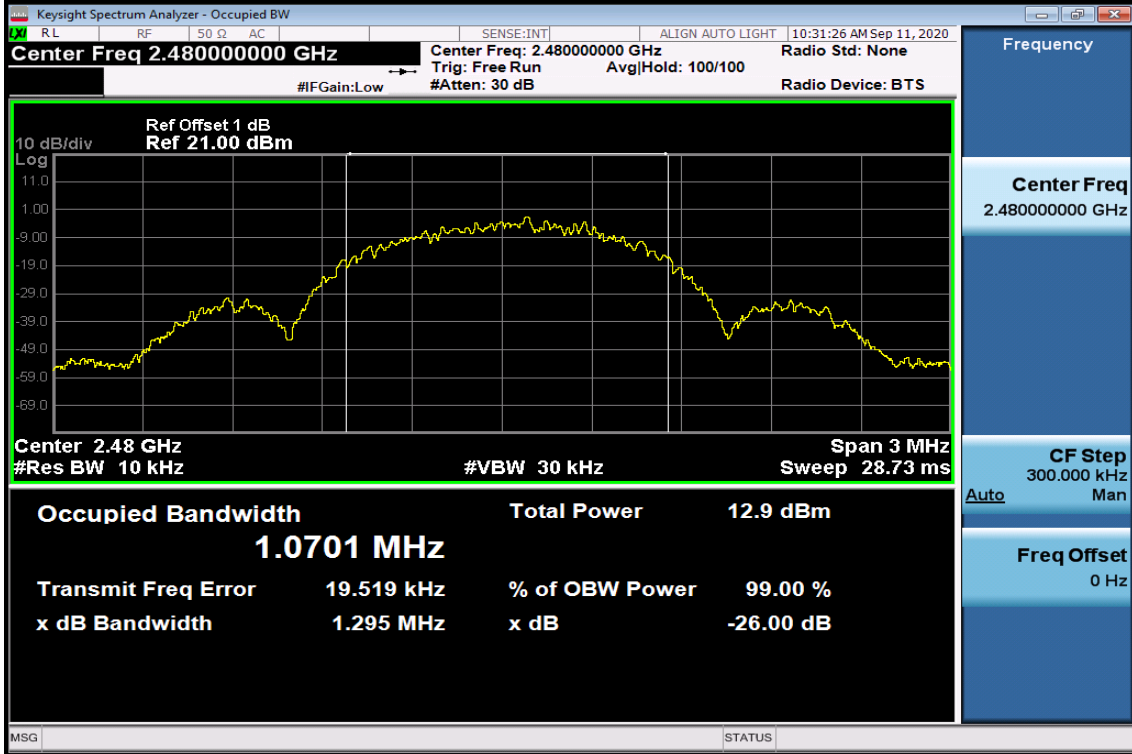 Keysight Spectrum Analyzer - Occupied BW
LXI RL RF 50 Ω AC SENSE:INT ALIGN AUTO LIGHT 10:31:26 AM Sep 11, 2020
Center Freq 2.480000000 GHz
Center Freq: 2.480000000 GHz Radio Std: None
Trig: Free Run Avg|Hold: 100/100
#IFGain:Low #Atten: 30 dB Radio Device: BTS
Ref Offset 1 dB
10 dB/div Ref 21.00 dBm
Log
11.0
1.00
-9.00
-19.0
-29.0
-39.0
-49.0
-59.0
-69.0
Center 2.48 GHz Span 3 MHz
#Res BW 10 kHz #VBW 30 kHz Sweep 28.73 ms
Occupied Bandwidth Total Power 12.9 dBm
1.0701 MHz
Transmit Freq Error 19.519 kHz % of OBW Power 99.00 %
x dB Bandwidth 1.295 MHz x dB -26.00 dB
MSG STATUS
Frequency
Center Freq
2.480000000 GHz
CF Step
300.000 kHz
Auto Man
Freq Offset
0 Hz